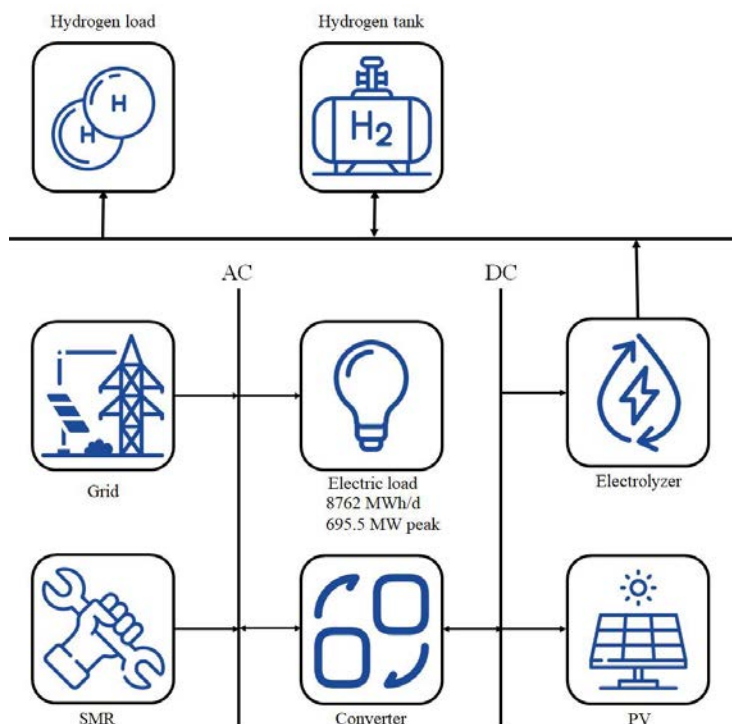 Hydrogen load
Hydrogen tank
H
H
H2
AC
DC
Grid
Electric load
8762 MWh/d
695.5 MW peak
Electrolyzer
SMR
Converter
PV